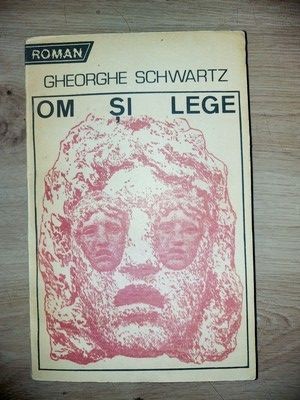 ROMAN
GHEORGHE SCHWARTZ
OM ȘI LEGE